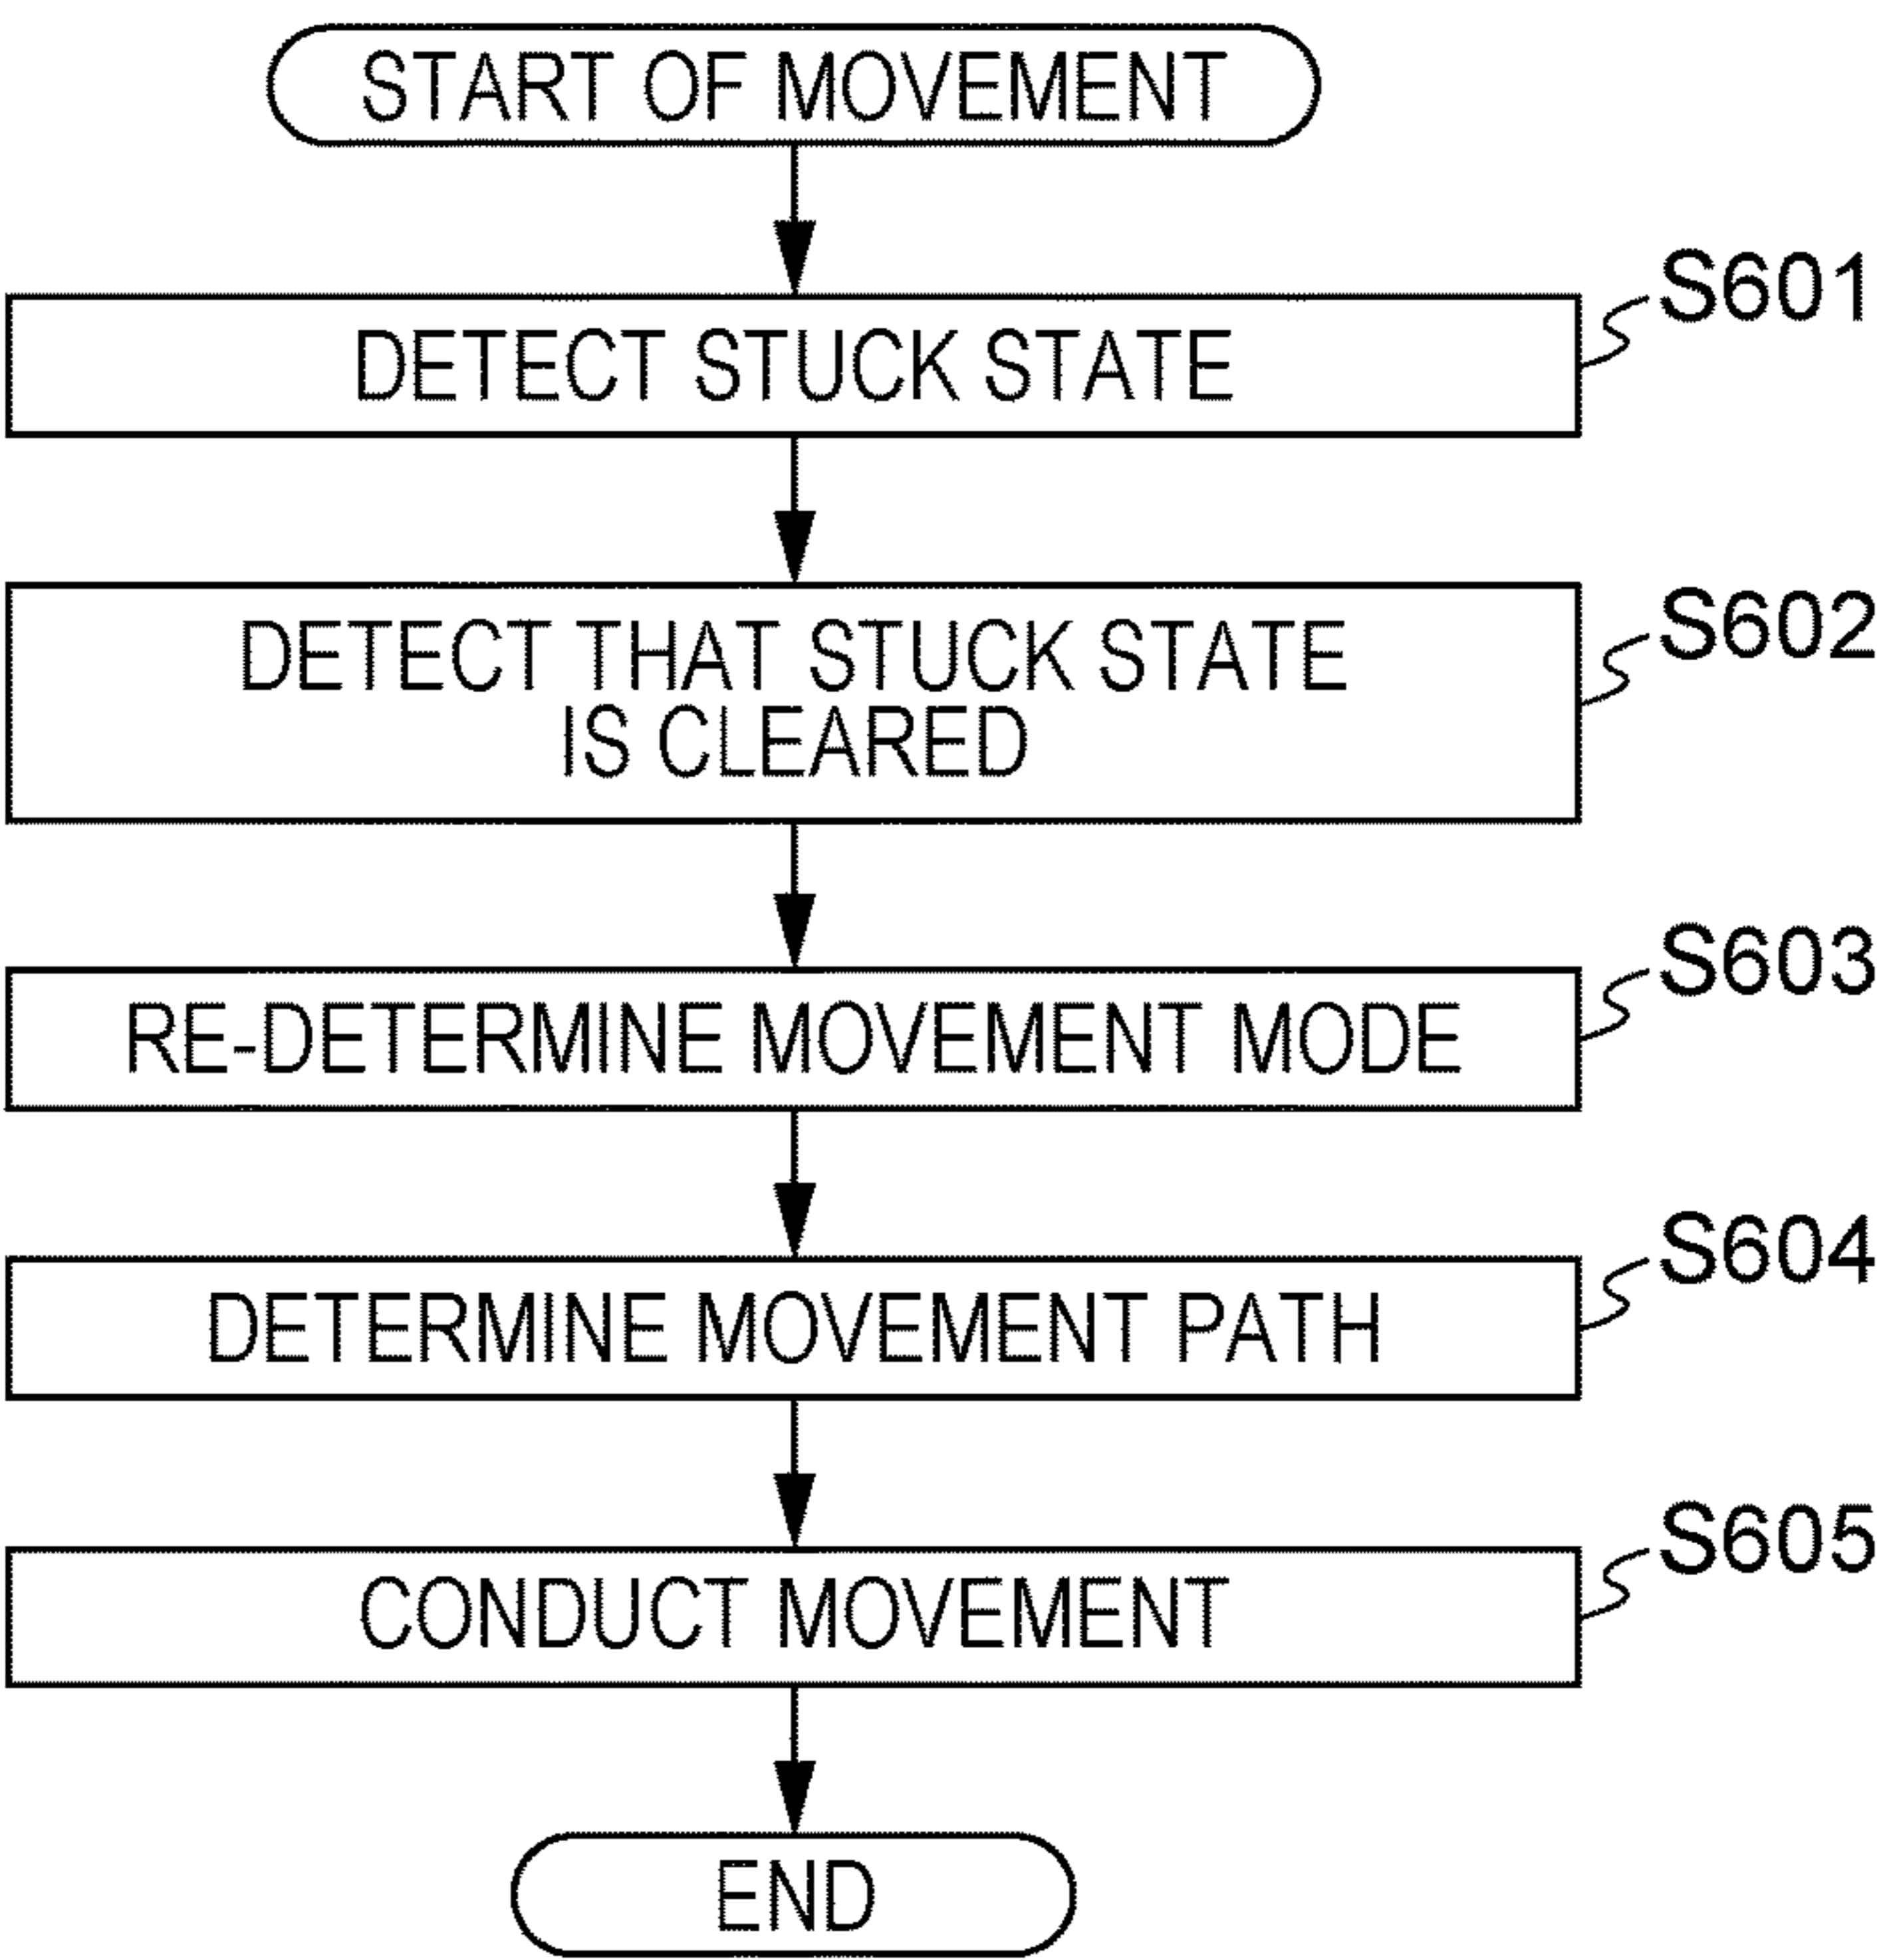 START OF MOVEMENT
DETECT STUCK STATE
S601
DETECT THAT STUCK STATE
IS CLEARED
S602
RE-DETERMINE MOVEMENT MODE
S603
DETERMINE MOVEMENT PATH
S604
CONDUCT MOVEMENT
S605
END